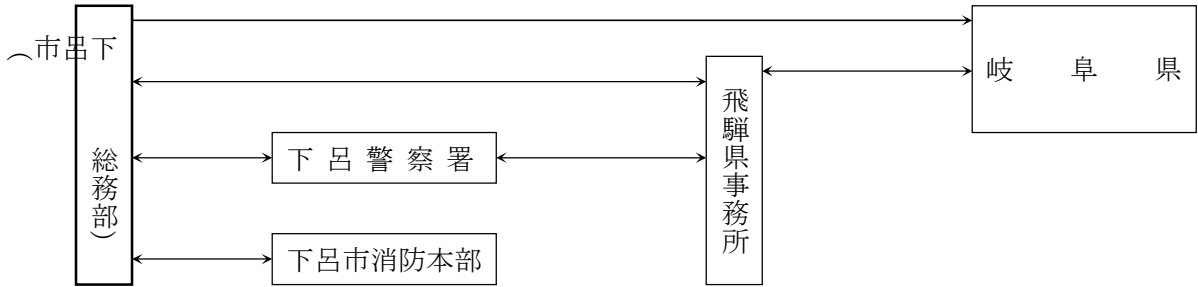 下呂市（
総務部）
下呂警察署
下呂市消防本部
飛騨県事務所
岐阜県